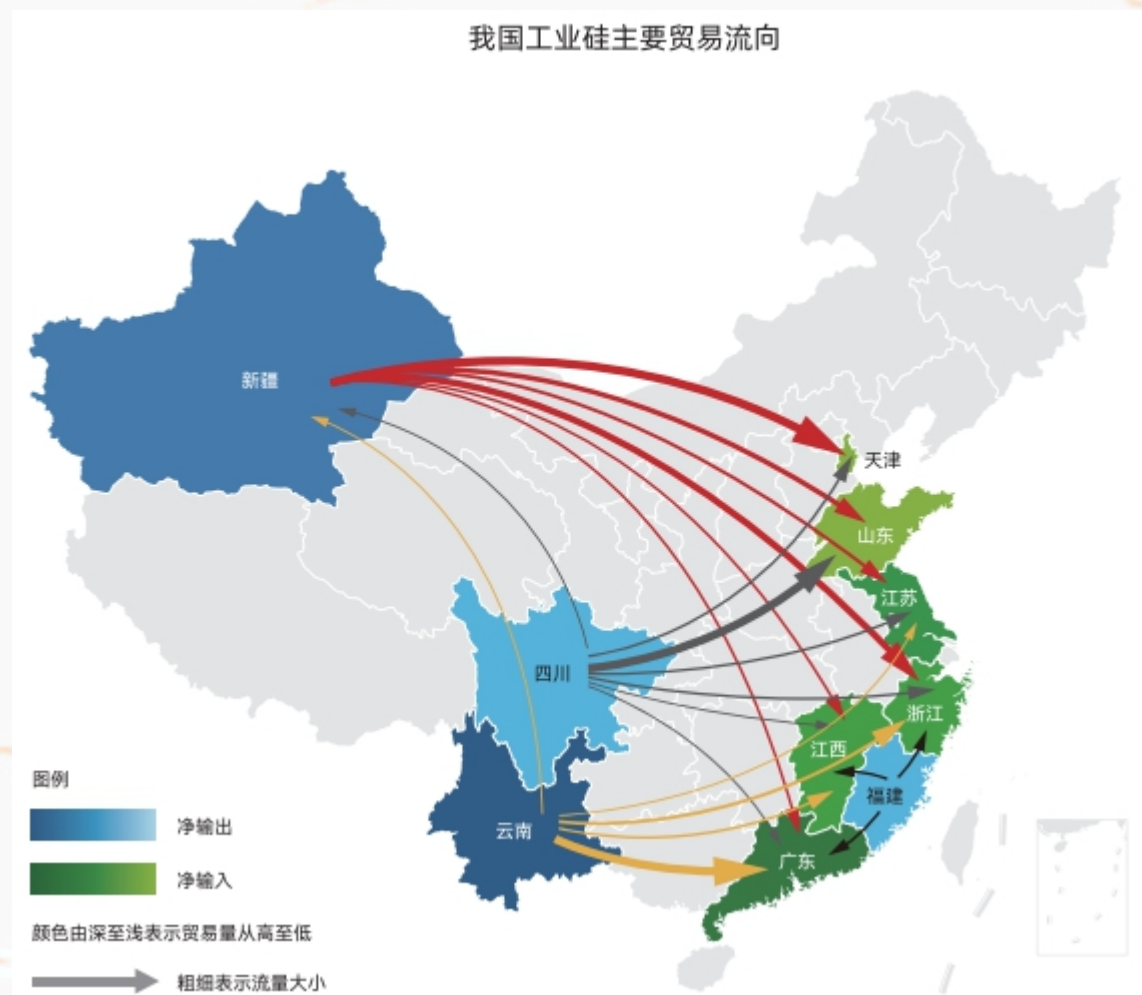 我国工业硅主要贸易流向
新疆
天津
山东
江苏
四川
浙江
江西
福建
云南
广东
图例
净输出
净输入
颜色由深至浅表示贸易量从高至低
粗细表示流量大小